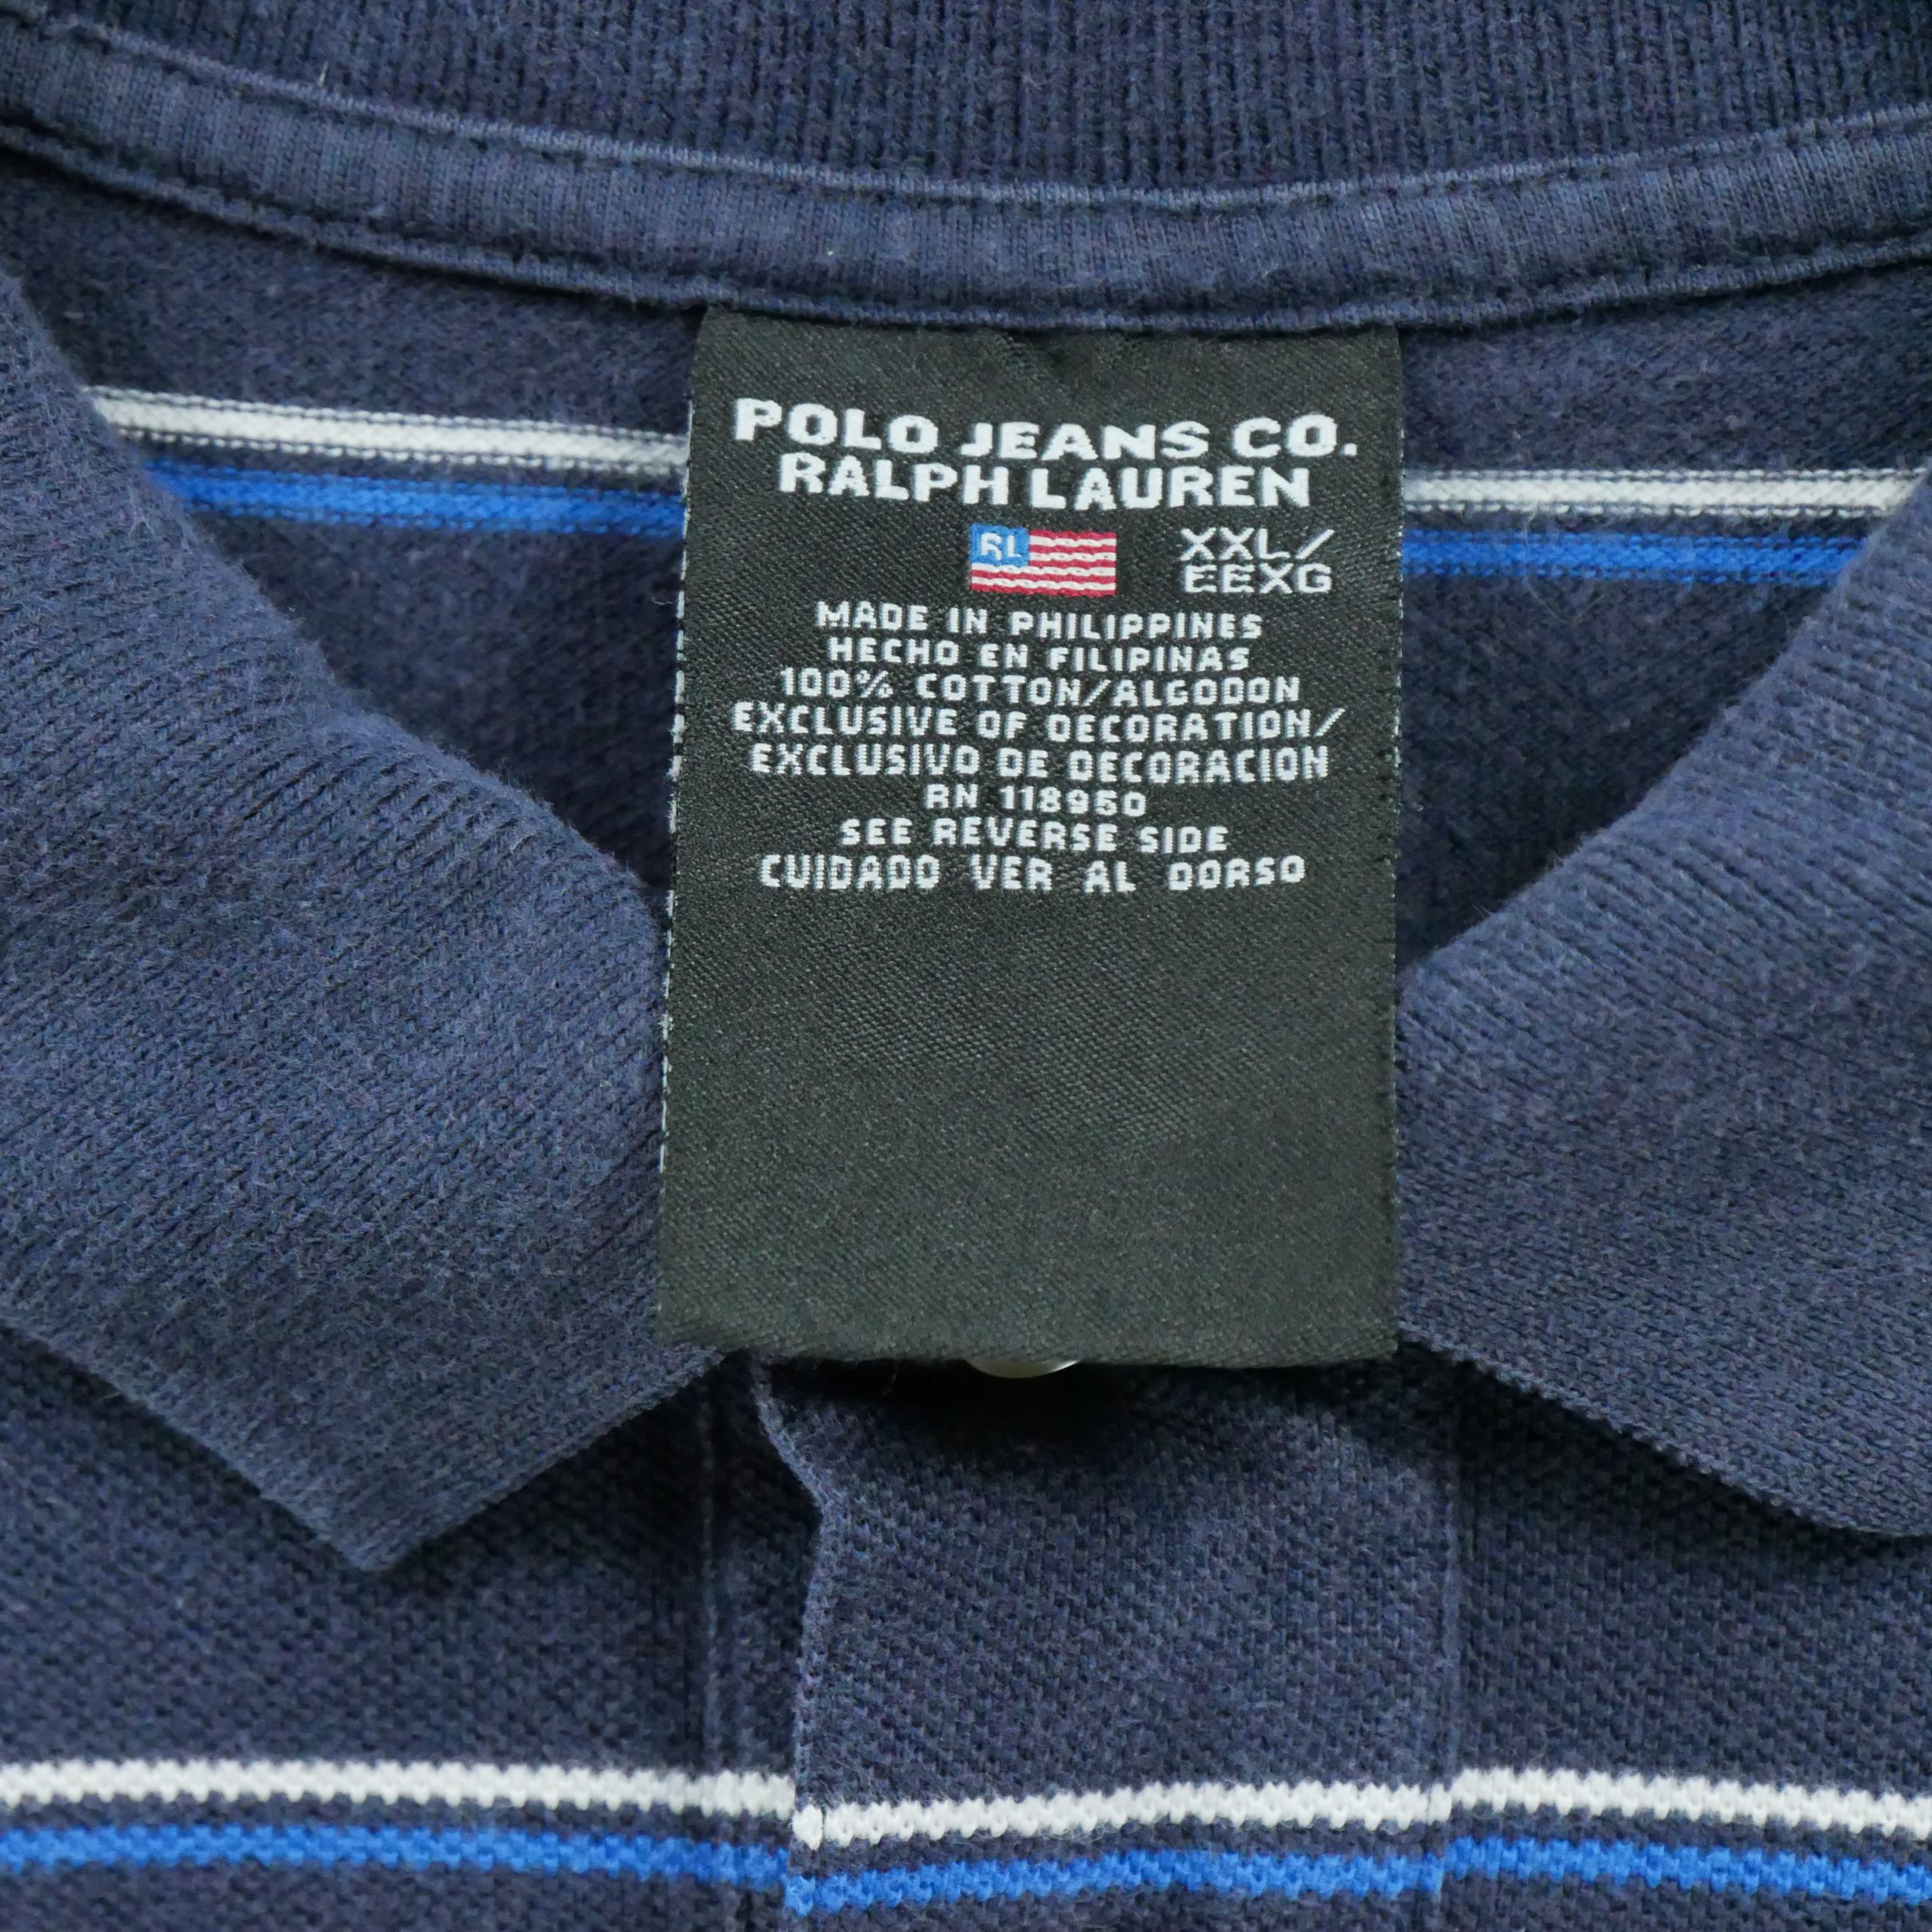 POLO JEANS CO.
RALPH LAUREN
RL
XXL/
EEXG
MADE IN PHILIPPINES
HECHO EN FILIPINAS
100% COTTON/ALGODON
EXCLUSIVE OF DECORATION/
EXCLUSIVO DE DECORACION
RN 118950
SEE REVERSE SIDE
CUIDADO VER AL DORSO